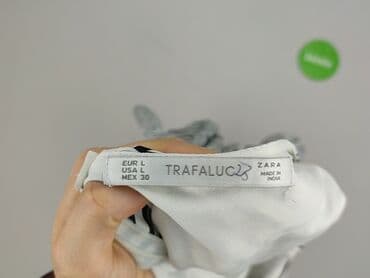 EUR L
USA L
MEX 30
TRAFALUC
ZARA
MADE IN
INDIA